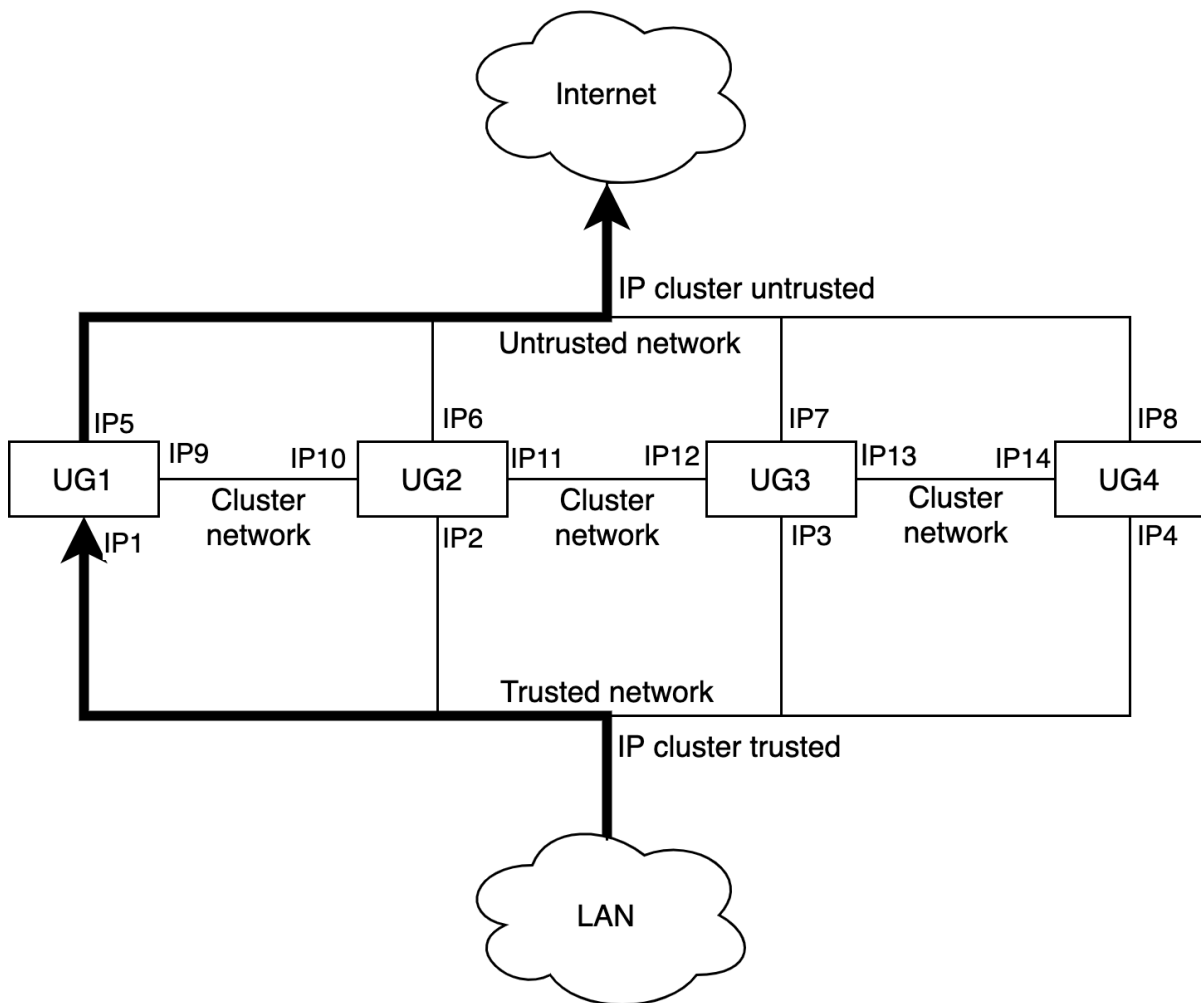 Internet
IP cluster untrusted
Untrusted network
IP5
IP6
IP7
IP8
UG1
IP9
IP10
UG2
IP11
IP12
UG3
IP13
IP14
UG4
Cluster
network
Cluster
network
Cluster
network
IP1
IP2
IP3
IP4
Trusted network
IP cluster trusted
LAN